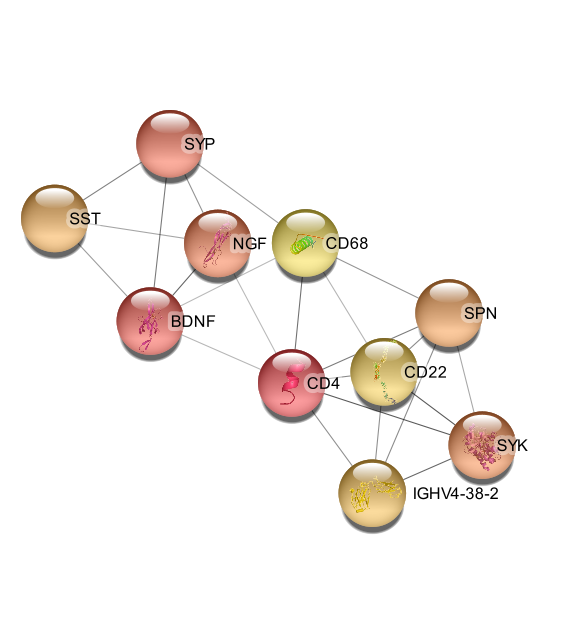 SYP
SST
NGF
CD68
BDNF
SPN
CD4
CD22
SYK
IGHV4-38-2